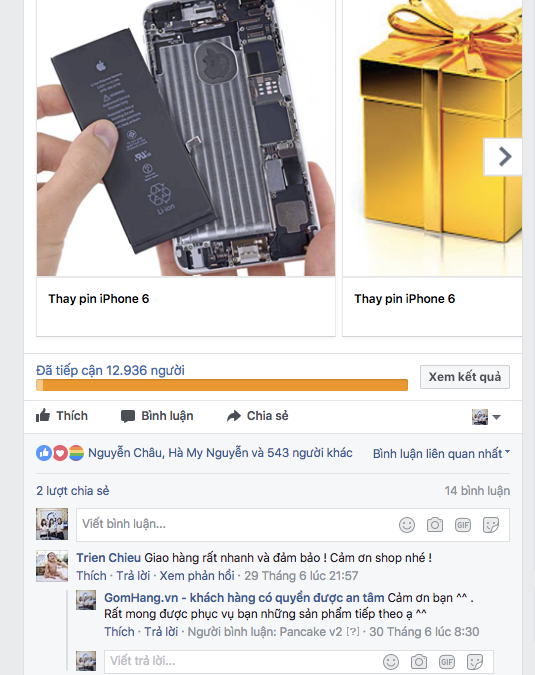 Li-ion
Thay pin iPhone 6
Thay pin iPhone 6
Đã tiếp cận 12.936 người
Xem kết quả
Thích Bình luận Chia sẻ
Nguyễn Châu, Hà My Nguyễn và 543 người khác
Bình luận liên quan nhất
2 lượt chia sẻ
14 bình luận
Viết bình luận...
GIF
Trien Chieu Giao hàng rất nhanh và đảm bảo ! Cảm ơn shop nhé !
Thích · Trả lời · Xem phản hồi · 29 Tháng 6 lúc 21:57
GomHang.vn - khách hàng có quyền được an tâm Cảm ơn bạn ^^ .
Rất mong được phục vụ bạn những sản phẩm tiếp theo ạ ^^
Thích · Trả lời · Người bình luận: Pancake v2 [?] · 30 Tháng 6 lúc 8:30
Viết trả lời...
GIF